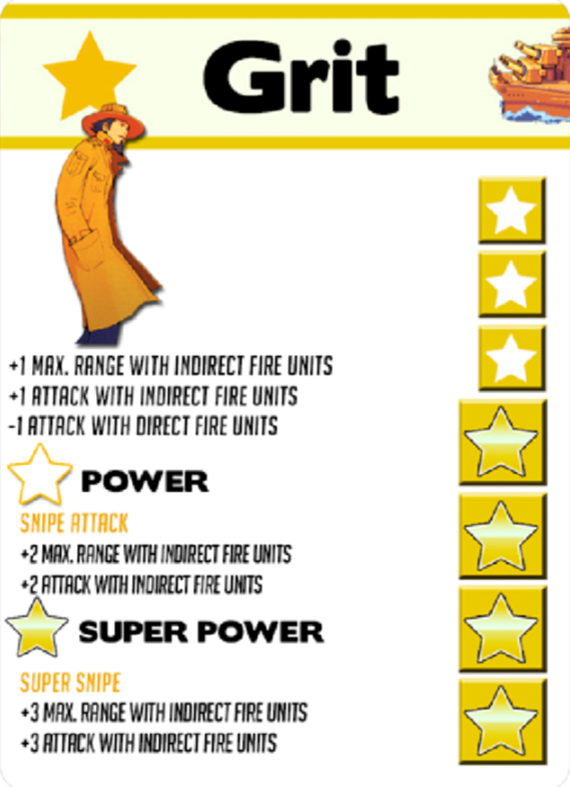 Grit
+1 MAX. RANGE WITH INDIRECT FIRE UNITS
+1 ATTACK WITH INDIRECT FIRE UNITS
-1 ATTACK WITH DIRECT FIRE UNITS
POWER
SNIPE ATTACK
+2 MAX. RANGE WITH INDIRECT FIRE UNITS
+2 ATTACK WITH INDIRECT FIRE UNITS
SUPER POWER
SUPER SNIPE
+3 MAX. RANGE WITH INDIRECT FIRE UNITS
+3 ATTACK WITH INDIRECT FIRE UNITS